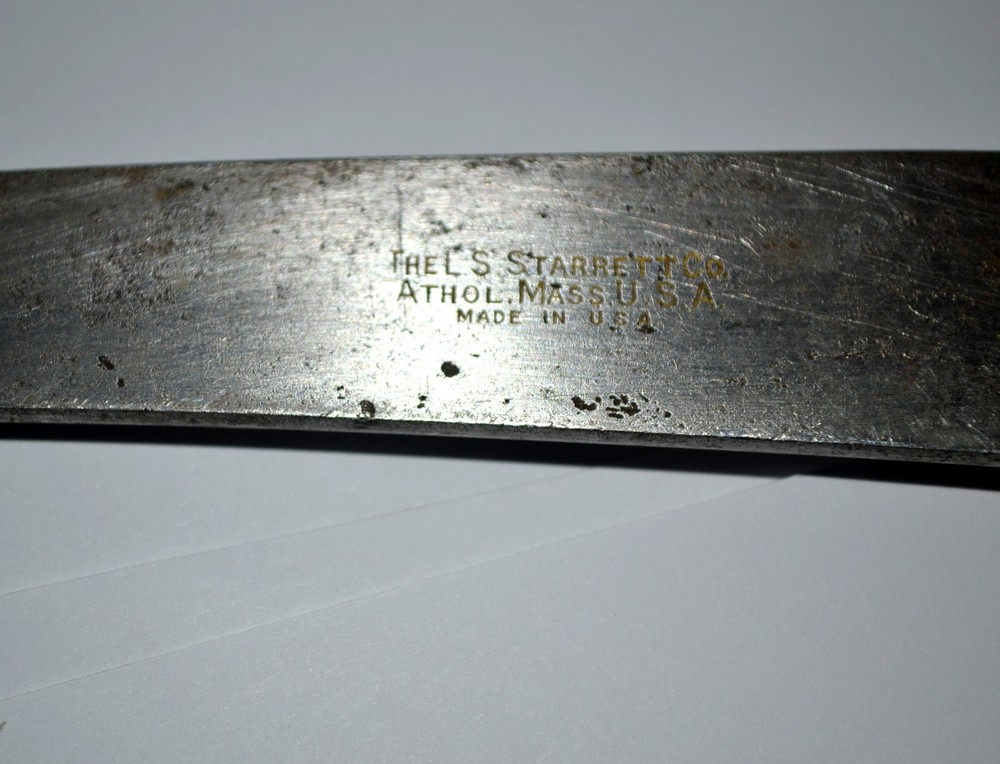 THE L S. STARRETT CO.
ATHOL, MASS. U.S.A.
MADE IN U S A